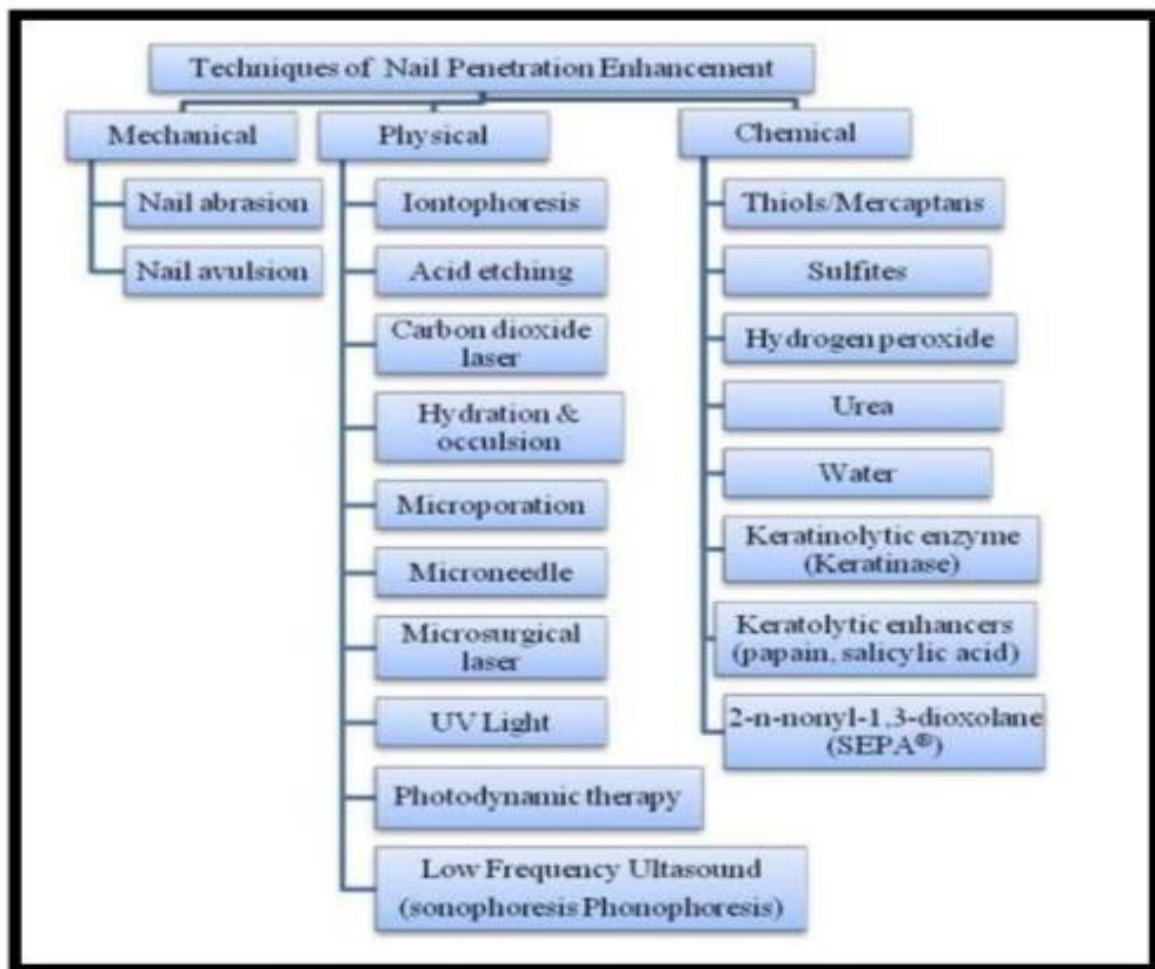 Techniques of Nail Penetration Enhancement
Mechanical
Nail abrasion
Nail avulsion
Physical
Iontophoresis
Acid etching
Carbon dioxide
laser
Hydration &
occulsion
Microporation
Microneedle
Microsurgical
laser
UV Light
Photodynamic therapy
Low Frequency Ultasound
(sonophoresis Phonophoresis)
Chemical
Thiols/Mercaptans
Sulfites
Hydrogen peroxide
Urea
Water
Keratinolytic enzyme
(Keratinase)
Keratolytic enhancers
(papain, salicylic acid)
2-n-nonyl-1,3-dioxolane
(SEPA®)